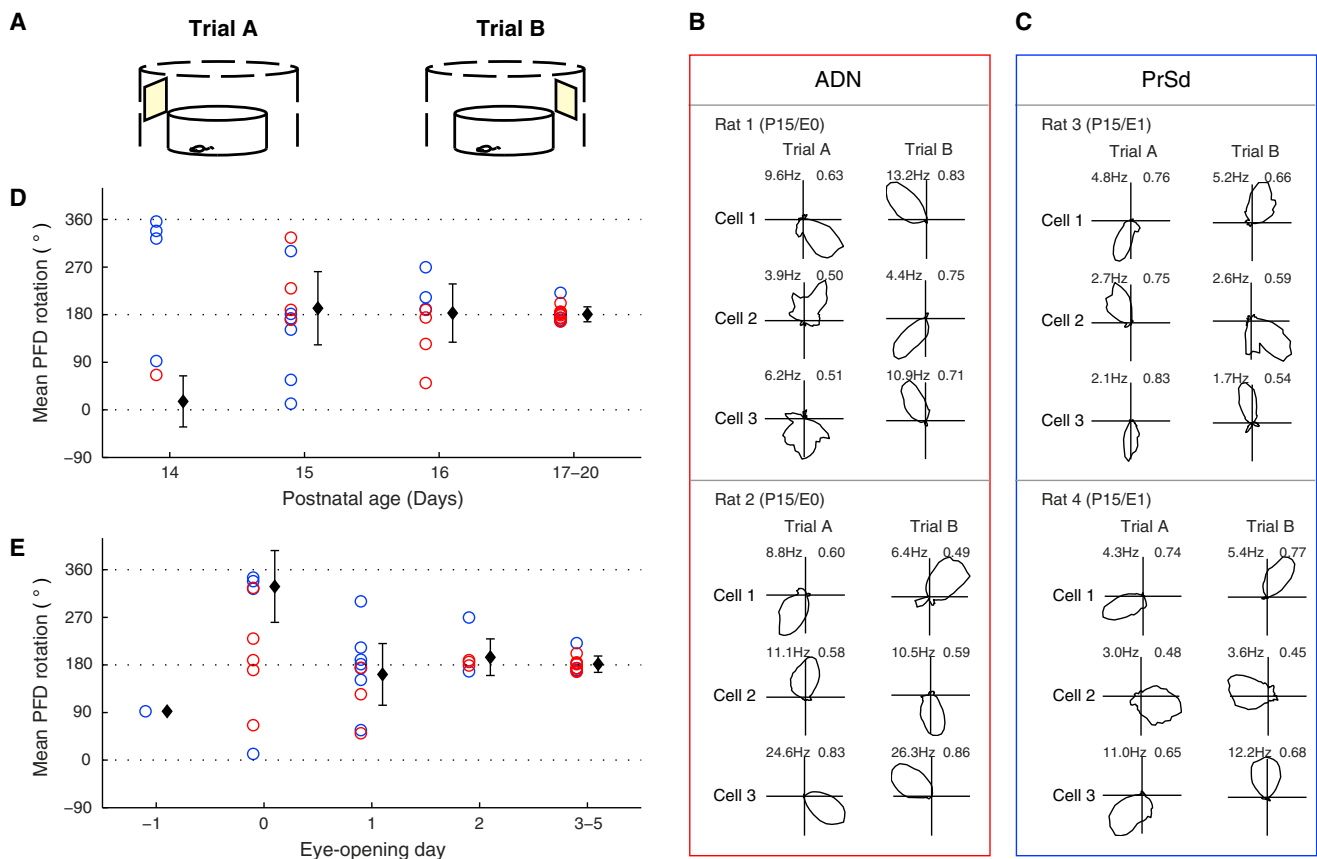 A
Trial A
Trial B
B
ADN
Rat 1 (P15/E0)
Trial A
Trial B
9.6Hz 0.63
13.2Hz 0.83
Cell 1
3.9Hz 0.50
4.4Hz 0.75
Cell 2
6.2Hz 0.51
10.9Hz 0.71
Cell 3
Rat 2 (P15/E0)
Trial A
Trial B
8.8Hz 0.60
6.4Hz 0.49
Cell 1
11.1Hz 0.58
10.5Hz 0.59
Cell 2
24.6Hz 0.83
26.3Hz 0.86
Cell 3
C
PrSd
Rat 3 (P15/E1)
Trial A
Trial B
4.8Hz 0.76
5.2Hz 0.66
Cell 1
2.7Hz 0.75
2.6Hz 0.59
Cell 2
2.1Hz 0.83
1.7Hz 0.54
Cell 3
Rat 4 (P15/E1)
Trial A
Trial B
4.3Hz 0.74
5.4Hz 0.77
Cell 1
3.0Hz 0.48
3.6Hz 0.45
Cell 2
11.0Hz 0.65
12.2Hz 0.68
Cell 3
D
Mean PFD rotation ( ° )
360
270
180
90
0
−90
14
15
16
17−20
Postnatal age (Days)
E
Mean PFD rotation ( ° )
360
270
180
90
0
−90
−1
0
1
2
3−5
Eye-opening day